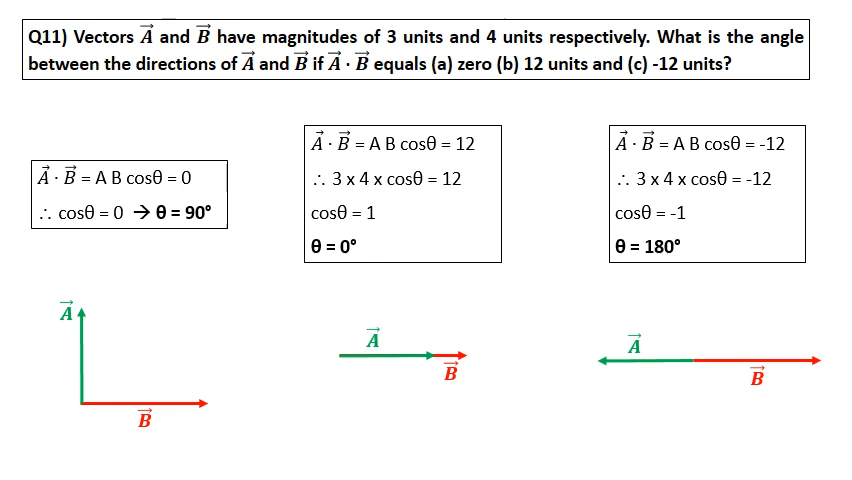 Q11) Vectors A⃗ and B⃗ have magnitudes of 3 units and 4 units respectively. What is the angle
between the directions of A⃗ and B⃗ if A⃗ · B⃗ equals (a) zero (b) 12 units and (c) -12 units?
A⃗ · B⃗ = A B cosθ = 0
∴ cosθ = 0 → θ = 90°
A⃗ · B⃗ = A B cosθ = 12
∴ 3 x 4 x cosθ = 12
cosθ = 1
θ = 0°
A⃗ · B⃗ = A B cosθ = -12
∴ 3 x 4 x cosθ = -12
cosθ = -1
θ = 180°
A⃗
B⃗
A⃗
B⃗
A⃗
B⃗